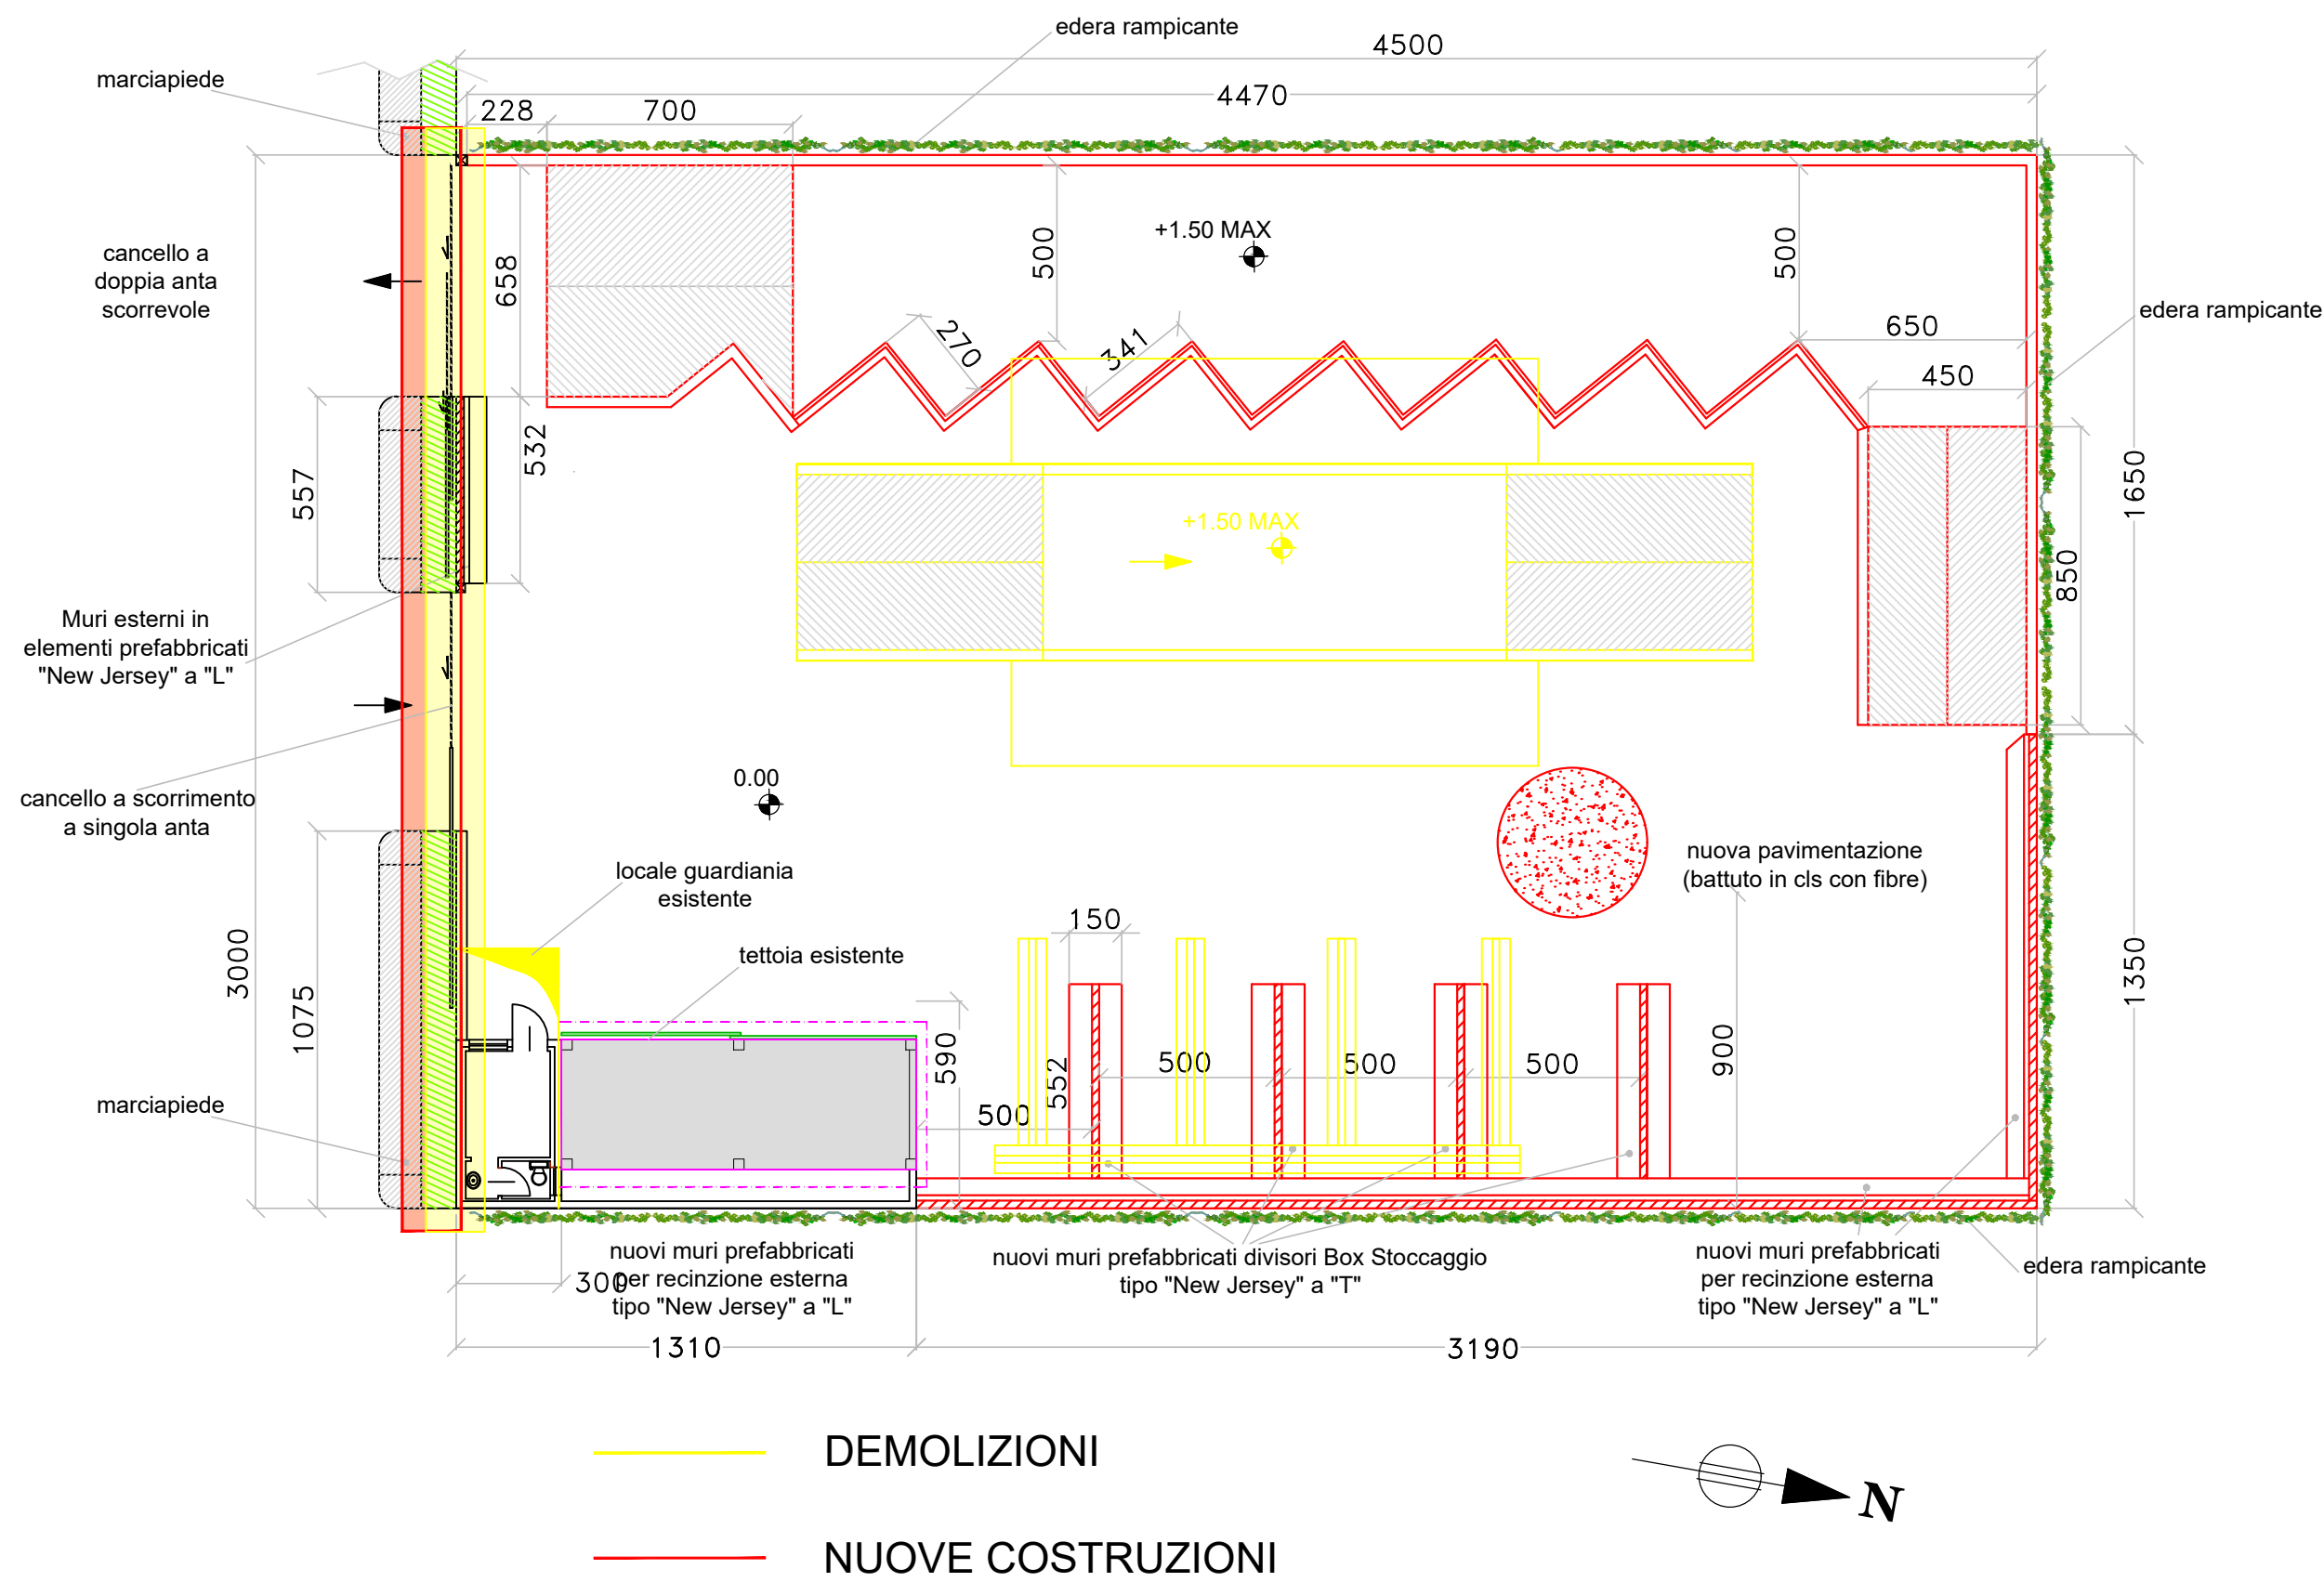 edera rampicante
4500
marciapiede
4470
228
700
+1.50 MAX
cancello a
doppia anta
scorrevole
658
500
500
edera rampicante
270
341
650
450
532
557
1650
+1.50 MAX
850
Muri esterni in
elementi prefabbricati
"New Jersey" a "L"
0.00
cancello a scorrimento
a singola anta
nuova pavimentazione
(battuto in cls con fibre)
locale guardiania
esistente
150
tettoia esistente
3000
1075
1350
590
552
500
500
500
900
500
marciapiede
nuovi muri prefabbricati
per recinzione esterna
tipo "New Jersey" a "L"
300
nuovi muri prefabbricati divisori Box Stoccaggio
tipo "New Jersey" a "T"
nuovi muri prefabbricati
per recinzione esterna
tipo "New Jersey" a "L"
edera rampicante
1310
3190
DEMOLIZIONI
N
NUOVE COSTRUZIONI